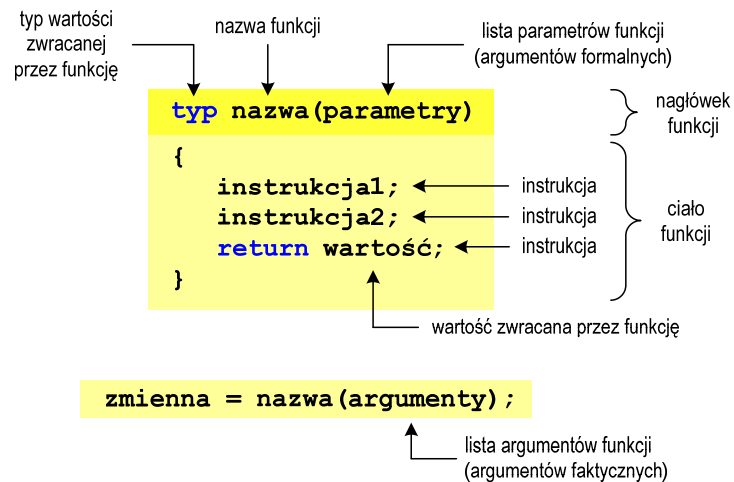 typ wartości
zwracanej
przez funkcję
nazwa funkcji
lista parametrów funkcji
(argumentów formalnych)
typ nazwa(parametry)
nagłówek
funkcji
{
instrukcja1;
instrukcja
instrukcja2;
instrukcja
return wartość;
instrukcja
}
ciało
funkcji
wartość zwracana przez funkcję
zmienna = nazwa(argumenty);
lista argumentów funkcji
(argumentów faktycznych)